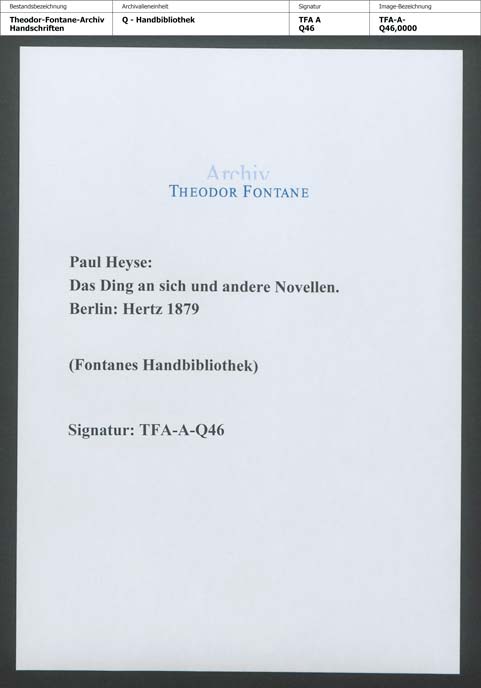 Bestandsbezeichnung Archivalieneinheit Signatur Image-Bezeichnung
Theodor-Fontane-Archiv Q - Handbibliothek TFA A TFA-A-
Handschriften Q46 Q46,0000
Archiv
THEODOR FONTANE
Paul Heyse:
Das Ding an sich und andere Novellen.
Berlin: Hertz 1879
(Fontanes Handbibliothek)
Signatur: TFA-A-Q46